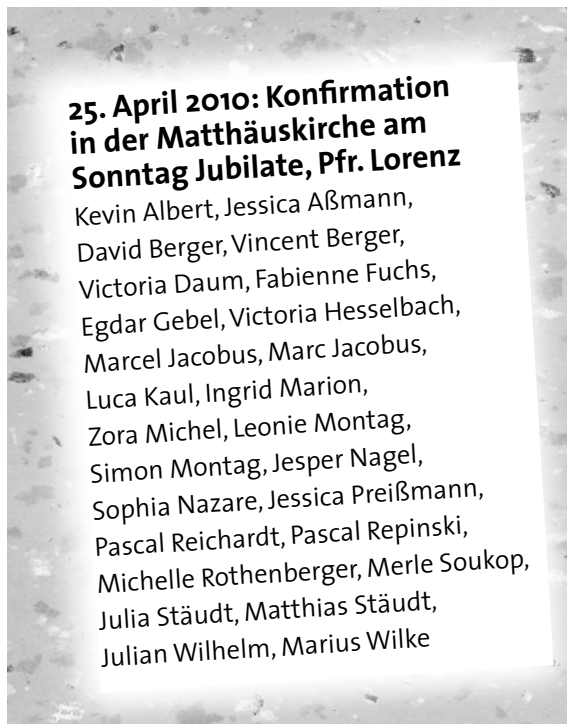 25. April 2010: Konfirmation
in der Matthäuskirche am
Sonntag Jubilate, Pfr. Lorenz
Kevin Albert, Jessica Aßmann,
David Berger, Vincent Berger,
Victoria Daum, Fabienne Fuchs,
Egdar Gebel, Victoria Hesselbach,
Marcel Jacobus, Marc Jacobus,
Luca Kaul, Ingrid Marion,
Zora Michel, Leonie Montag,
Simon Montag, Jesper Nagel,
Sophia Nazare, Jessica Preißmann,
Pascal Reichardt, Pascal Repinski,
Michelle Rothenberger, Merle Soukop,
Julia Stäudt, Matthias Stäudt,
Julian Wilhelm, Marius Wilke